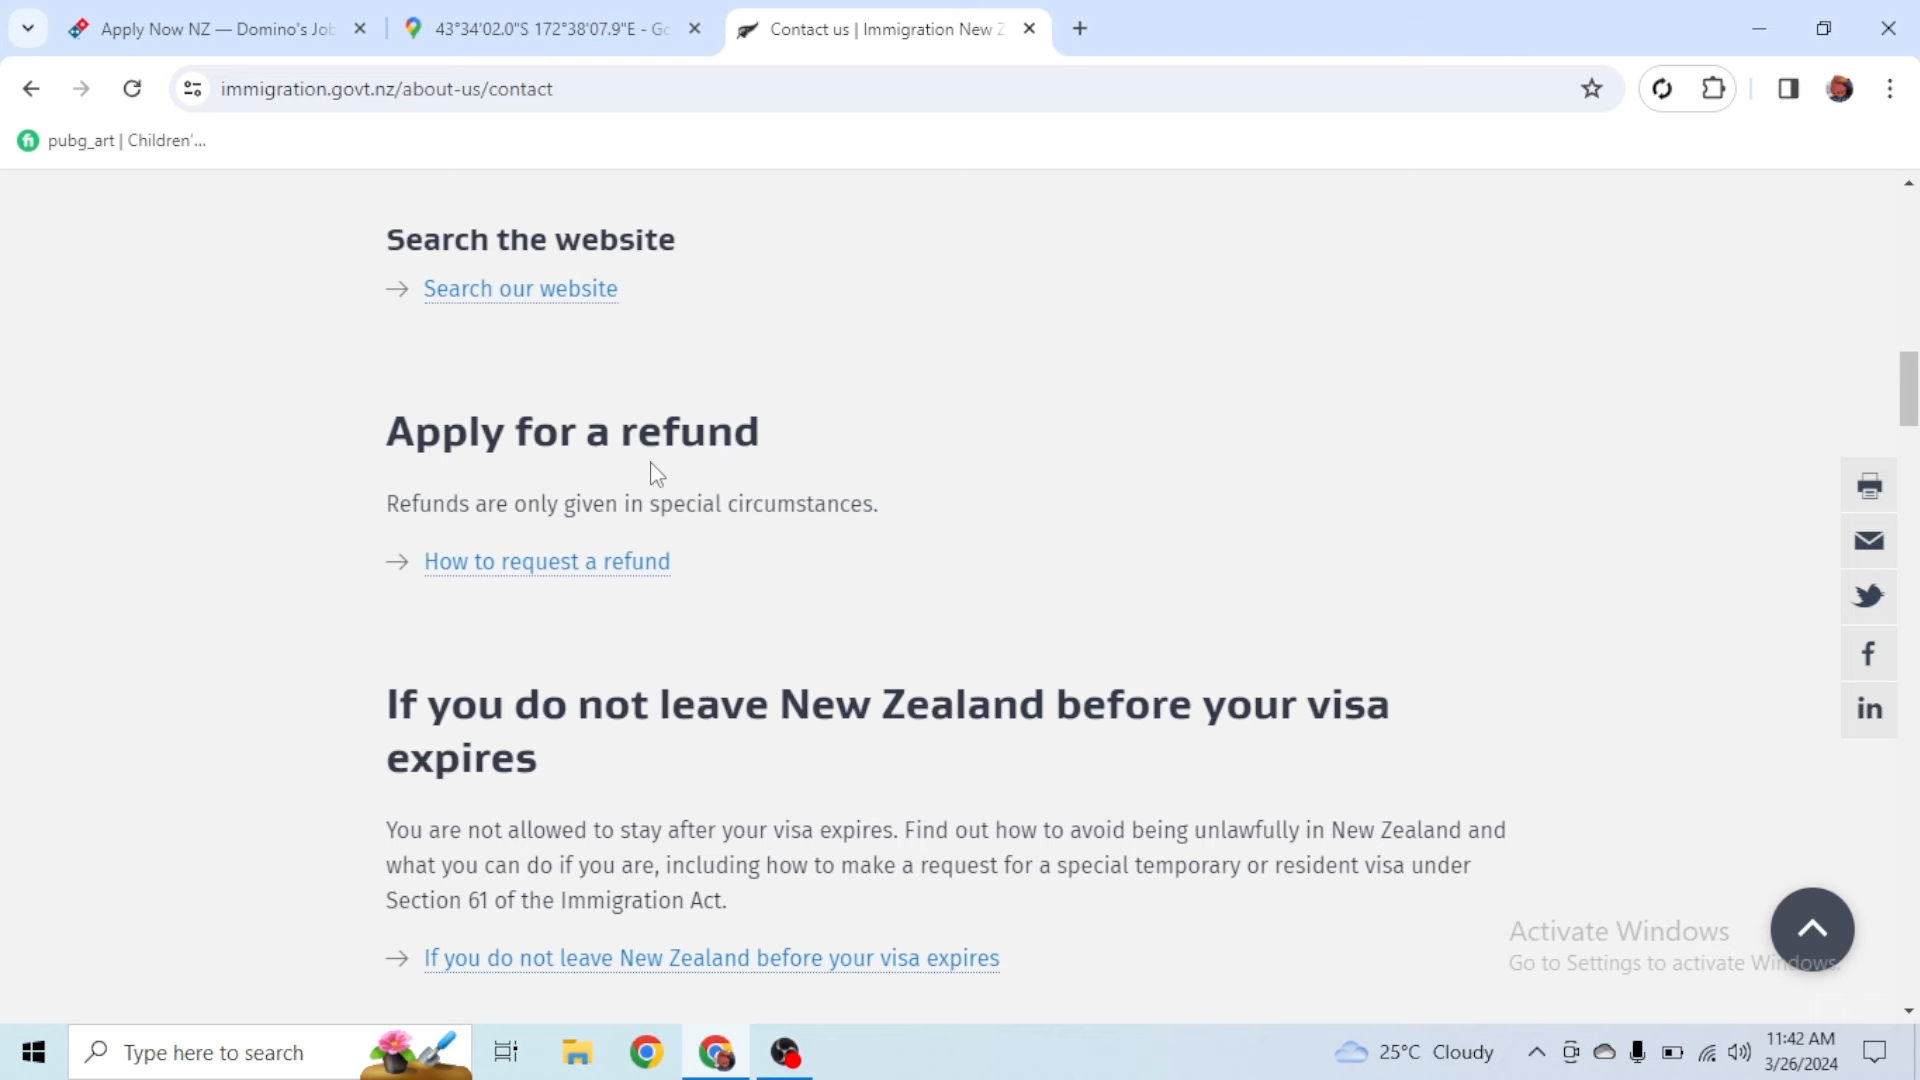 Apply Now NZ — Domino's Job
43°34'02.0"S 172°38'07.9"E - Go
Contact us | Immigration New Z
immigration.govt.nz/about-us/contact
pubg_art | Children'...
Search the website
Search our website
Apply for a refund
Refunds are only given in special circumstances.
How to request a refund
If you do not leave New Zealand before your visa
expires
You are not allowed to stay after your visa expires. Find out how to avoid being unlawfully in New Zealand and
what you can do if you are, including how to make a request for a special temporary or resident visa under
Section 61 of the Immigration Act.
If you do not leave New Zealand before your visa expires
Activate Windows
Go to Settings to activate Windows.
Type here to search
25°C Cloudy
11:42 AM
3/26/2024